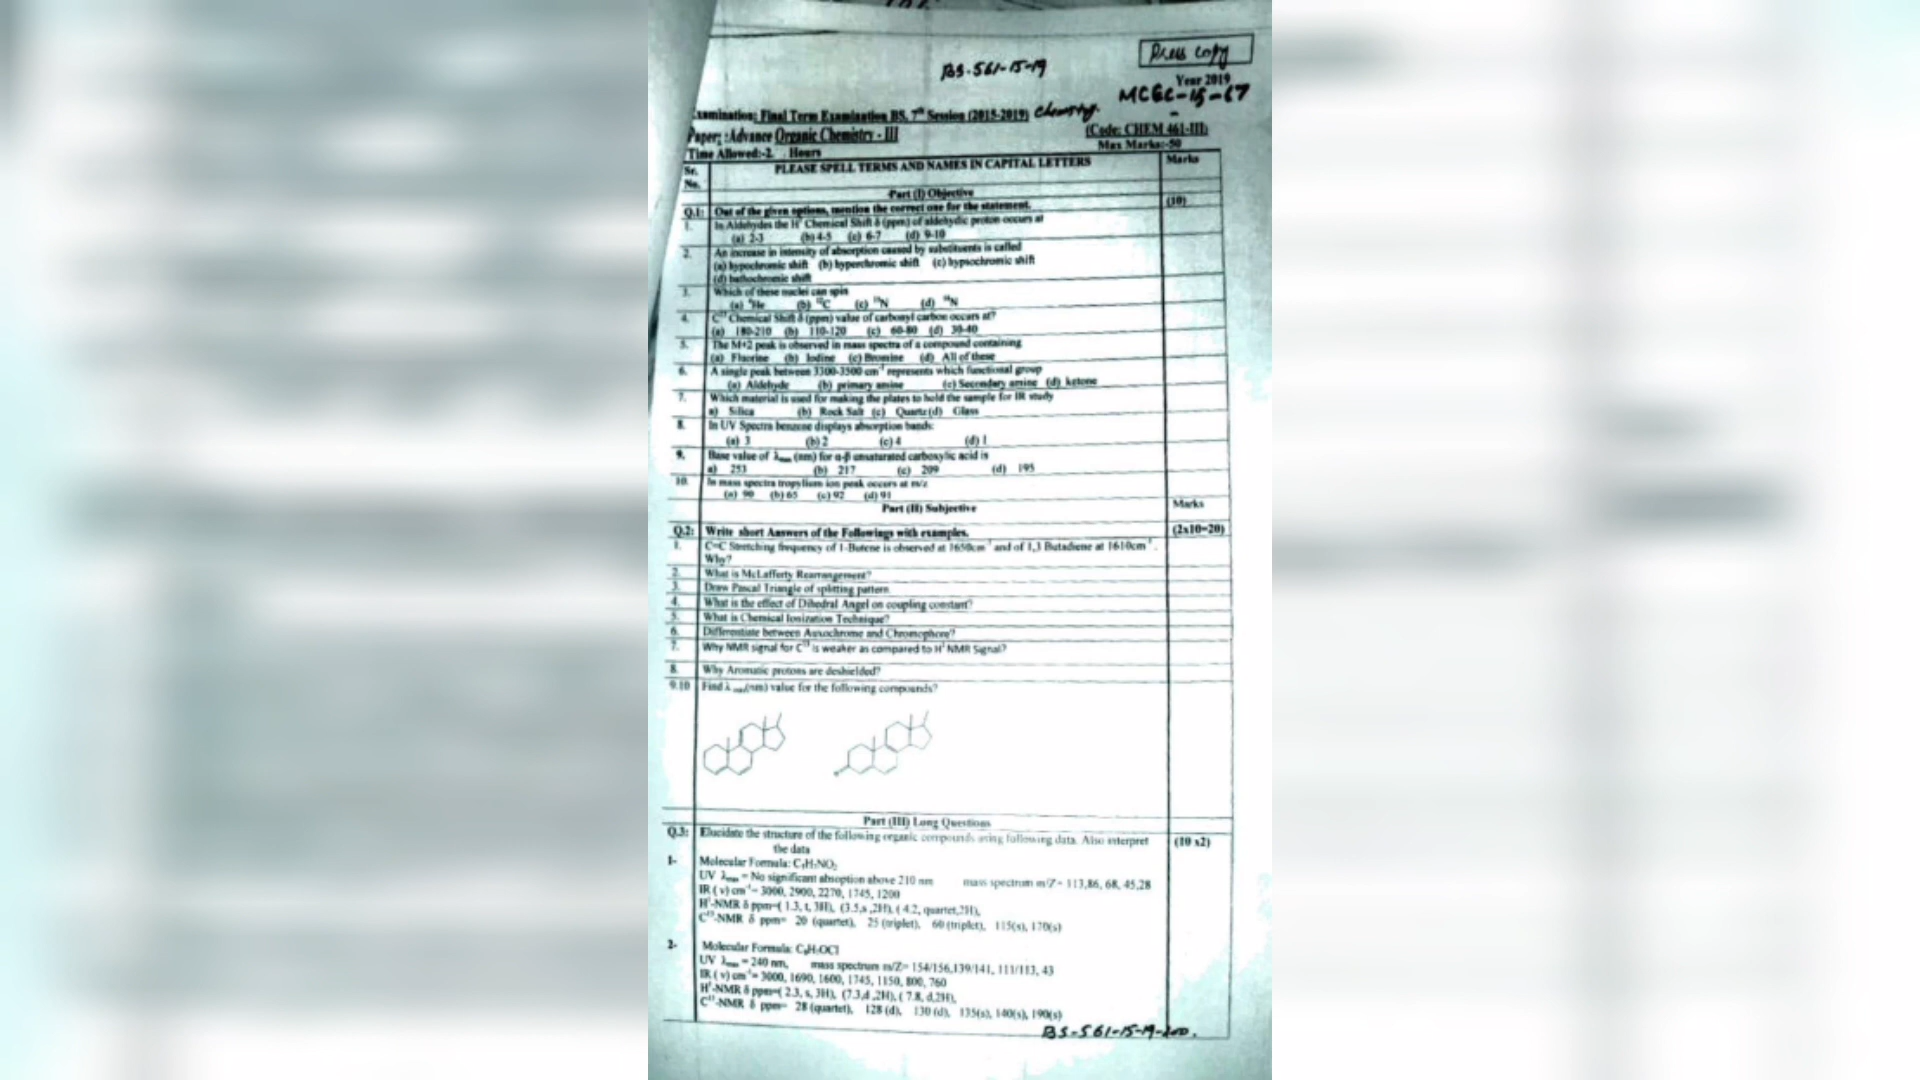 Press Copy
BS-561-15-19
Year 2019
MCGC-15-67
Examination: Final Term Examination BS. 7th Session (2015-2019) Chemistry.
Paper: :Advance Organic Chemistry - III (Code: CHEM 461-III)
Time Allowed:-2 Hours Max Marks:-50
Sr. No. PLEASE SPELL TERMS AND NAMES IN CAPITAL LETTERS Marks
Part (I) Objective
Q.1: Out of the given options, mention the correct one for the statement. (10)
1. In Aldehydes the H1 Chemical Shift δ (ppm) of aldehydic proton occurs at
(a) 2-3 (b) 4-5 (c) 6-7 (d) 9-10
2. An increase in intensity of absorption caused by substituents is called
(a) hypochromic shift (b) hyperchromic shift (c) hypsochromic shift
(d) bathochromic shift
3. Which of these nuclei can spin
(a) 4He (b) 12C (c) N (d) N
4. C13 Chemical Shift δ (ppm) value of carbonyl carbon occurs at?
(a) 180-210 (b) 110-120 (c) 60-80 (d) 30-40
5. The M+2 peak is observed in mass spectra of a compound containing
(a) Fluorine (b) Iodine (c) Bromine (d) All of these
6. A single peak between 3300-3500 cm-1 represents which functional group
(a) Aldehyde (b) primary amine (c) Secondary amine (d) ketone
7. Which material is used for making the plates to hold the sample for IR study
a) Silica (b) Rock Salt (c) Quartz (d) Glass
8. In UV Spectra benzene displays absorption bands:
(a) 3 (b) 2 (c) 4 (d) 1
9. Base value of λmax (nm) for α-β unsaturated carboxylic acid is
a) 253 (b) 217 (c) 209 (d) 195
10. In mass spectra tropylium ion peak occurs at m/z
(a) 90 (b) 65 (c) 92 (d) 91
Part (II) Subjective Marks
Q.2: Write short Answers of the Followings with examples. (2x10=20)
1. C=C Stretching frequency of 1-Butene is observed at 1650cm-1 and of 1,3 Butadiene at 1610cm-1.
Why?
2. What is McLafferty Rearrangement?
3. Draw Pascal Triangle of splitting pattern.
4. What is the effect of Dihedral Angel on coupling constant?
5. What is Chemical Ionization Technique?
6. Differentiate between Auxochrome and Chromophore?
7. Why NMR signal for C13 is weaker as compared to H1 NMR Signal?
8. Why Aromatic protons are deshielded?
9.10 Find λ max(nm) value for the following compounds?
Part (III) Long Questions
Q.3: Elucidate the structure of the following organic compounds using following data. Also interpret (10 x2)
the data
1- Molecular Formula: C5H7NO2
UV λmax = No significant absoption above 210 nm mass spectrum m/Z= 113,86, 68, 45,28
IR ( ν) cm-1= 3000, 2900, 2270, 1745, 1200
H1-NMR δ ppm=( 1.3, t, 3H), (3.5,s ,2H), ( 4.2, quartet,2H),
C13-NMR δ ppm= 20 (quartet), 25 (triplet), 60 (triplet), 115(s), 170(s)
2- Molecular Formula: C8H7OCl
UV λmax = 240 nm, mass spectrum m/Z= 154/156,139/141, 111/113, 43
IR ( ν) cm-1= 3000, 1690, 1600, 1745, 1150, 800, 760
H1-NMR δ ppm=( 2.3, s, 3H), (7.3,d ,2H), ( 7.8, d,2H),
C13-NMR δ ppm= 28 (quartet), 128 (d), 130 (d), 135(s), 140(s), 190(s)
BS-561-15-19-200.